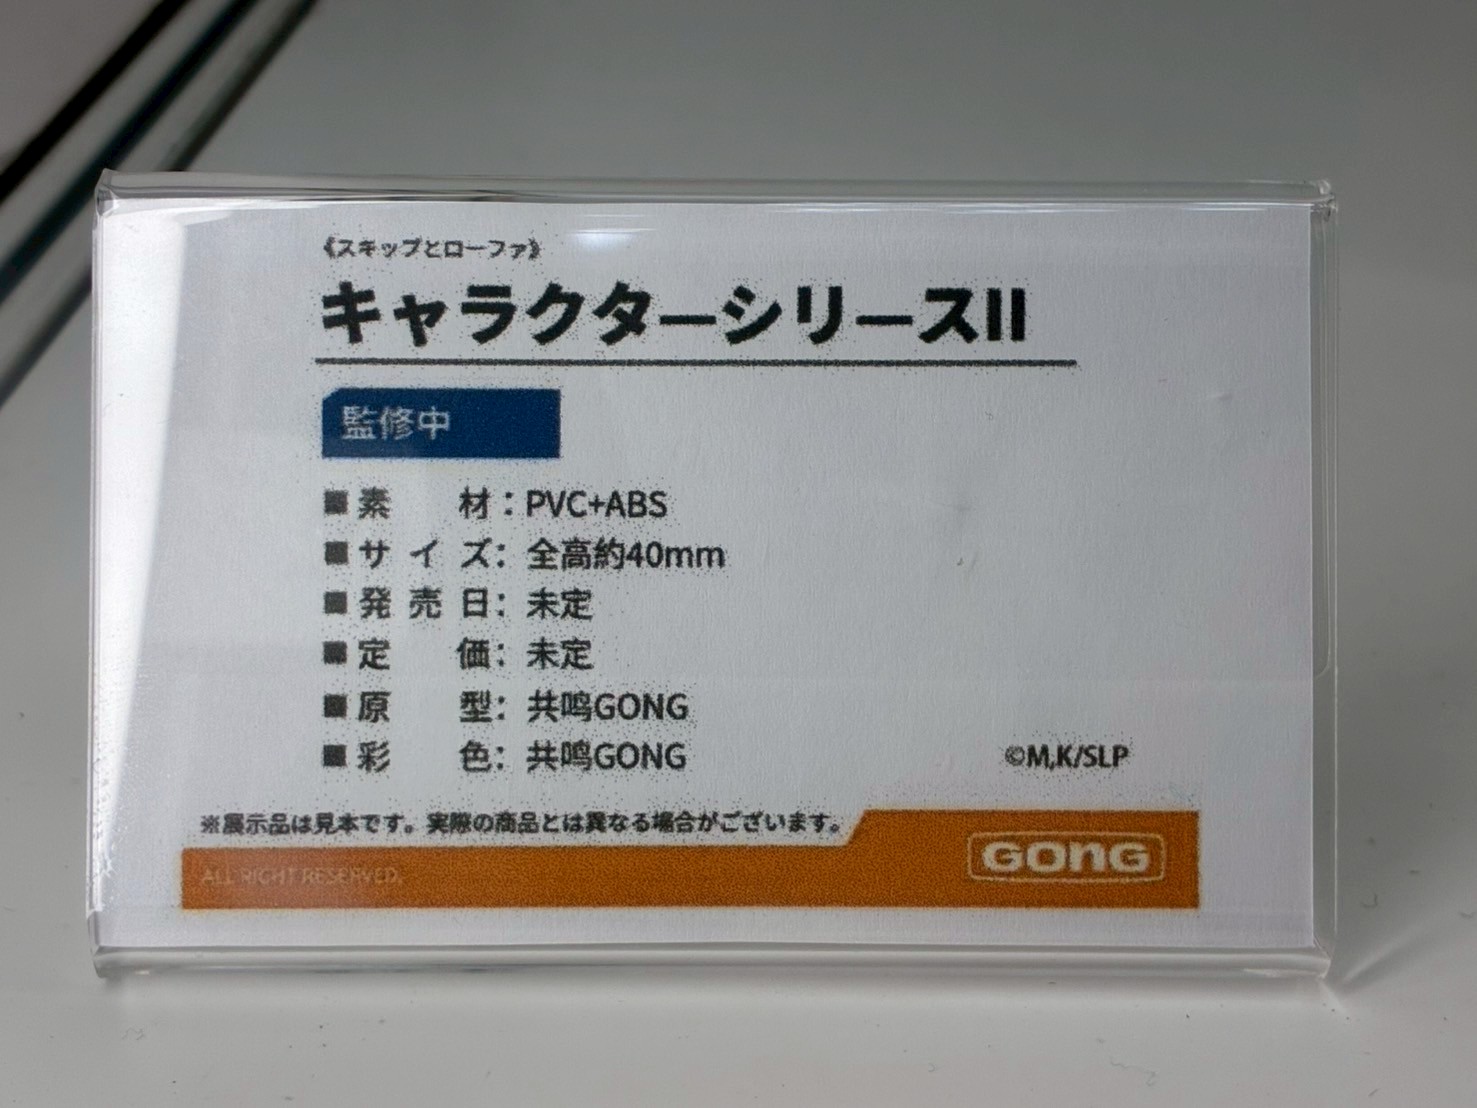 《スキップとローファ》
キャラクターシリーズII
監修中
■素　　材：PVC+ABS
■サ イ ズ：全高約40mm
■発 売 日：未定
■定　　価：未定
■原　　型：共鸣GONG
■彩　　色：共鸣GONG
©M,K/SLP
※展示品は見本です。実際の商品とは異なる場合がございます。
ALL RIGHT RESERVED.
GONG